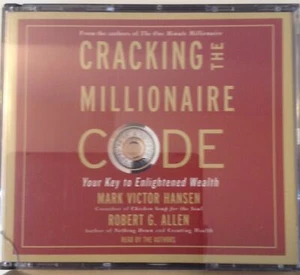 From the authors of The One Minute Millionaire
CRACKING THE
MILLIONAIRE
CODE
Your Key to Enlightened Wealth
MARK VICTOR HANSEN
Cocreator of Chicken Soup for the Soul
ROBERT G. ALLEN
Author of Nothing Down and Creating Wealth
READ BY THE AUTHORS